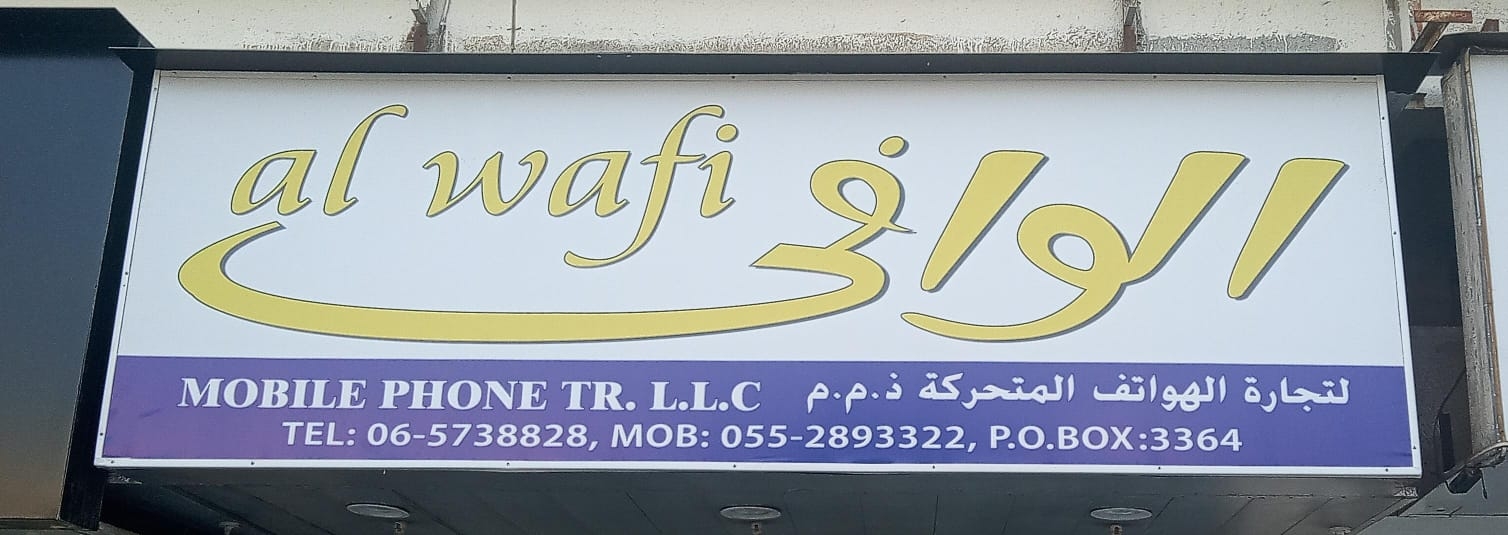 al wafi الوافي
MOBILE PHONE TR. L.L.C لتجارة الهواتف المتحركة ذ.م.م
TEL: 06-5738828, MOB: 055-2893322, P.O.BOX:3364